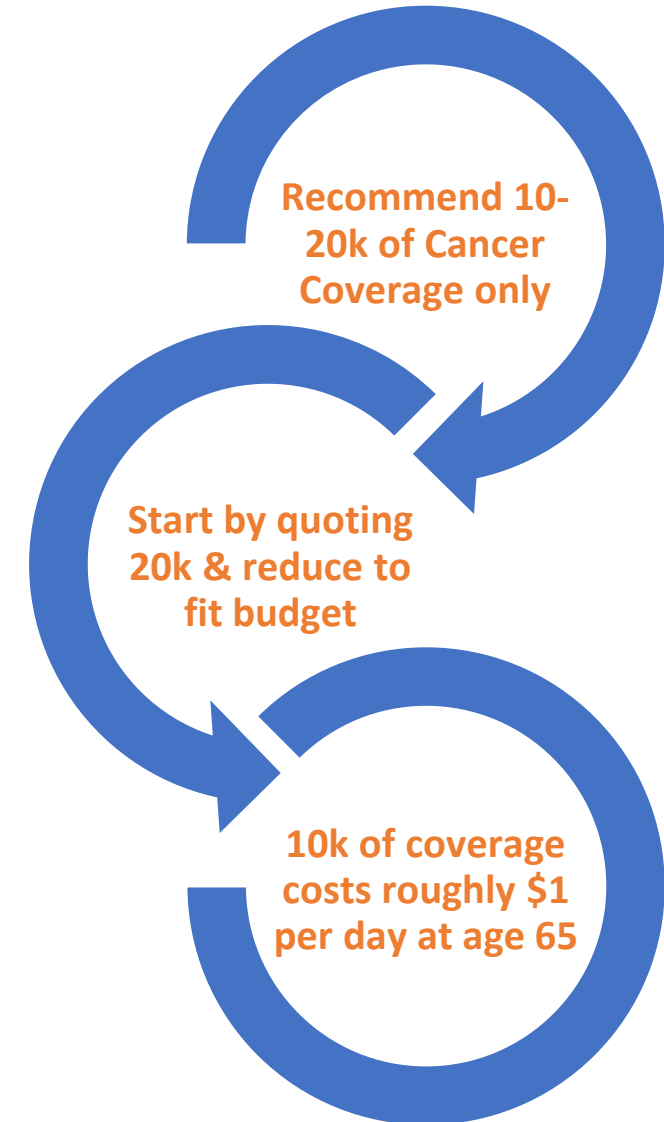 Recommend 10-
20k of Cancer
Coverage only
Start by quoting
20k & reduce to
fit budget
10k of coverage
costs roughly $1
per day at age 65